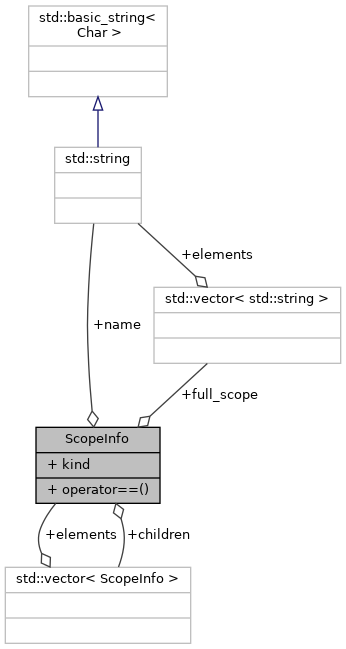 std::basic_string<
Char >
std::string
+elements
std::vector< std::string >
+name
+full_scope
ScopeInfo
+ kind
+ operator==()
+elements
+children
std::vector< ScopeInfo >